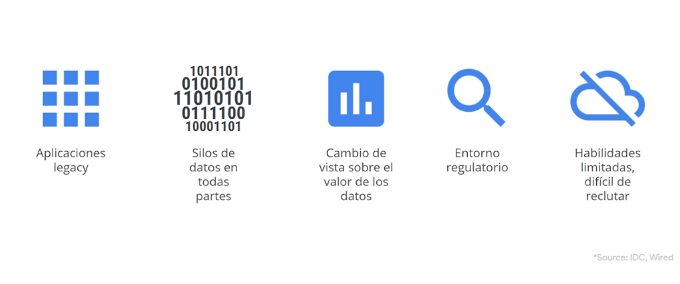 1011101
0100101
11010101
0111100
10001101
Aplicaciones
legacy
Silos de
datos en
todas
partes
Cambio de
vista sobre el
valor de los
datos
Entorno
regulatorio
Habilidades
limitadas,
difícil de
reclutar
*Source: IDC, Wired